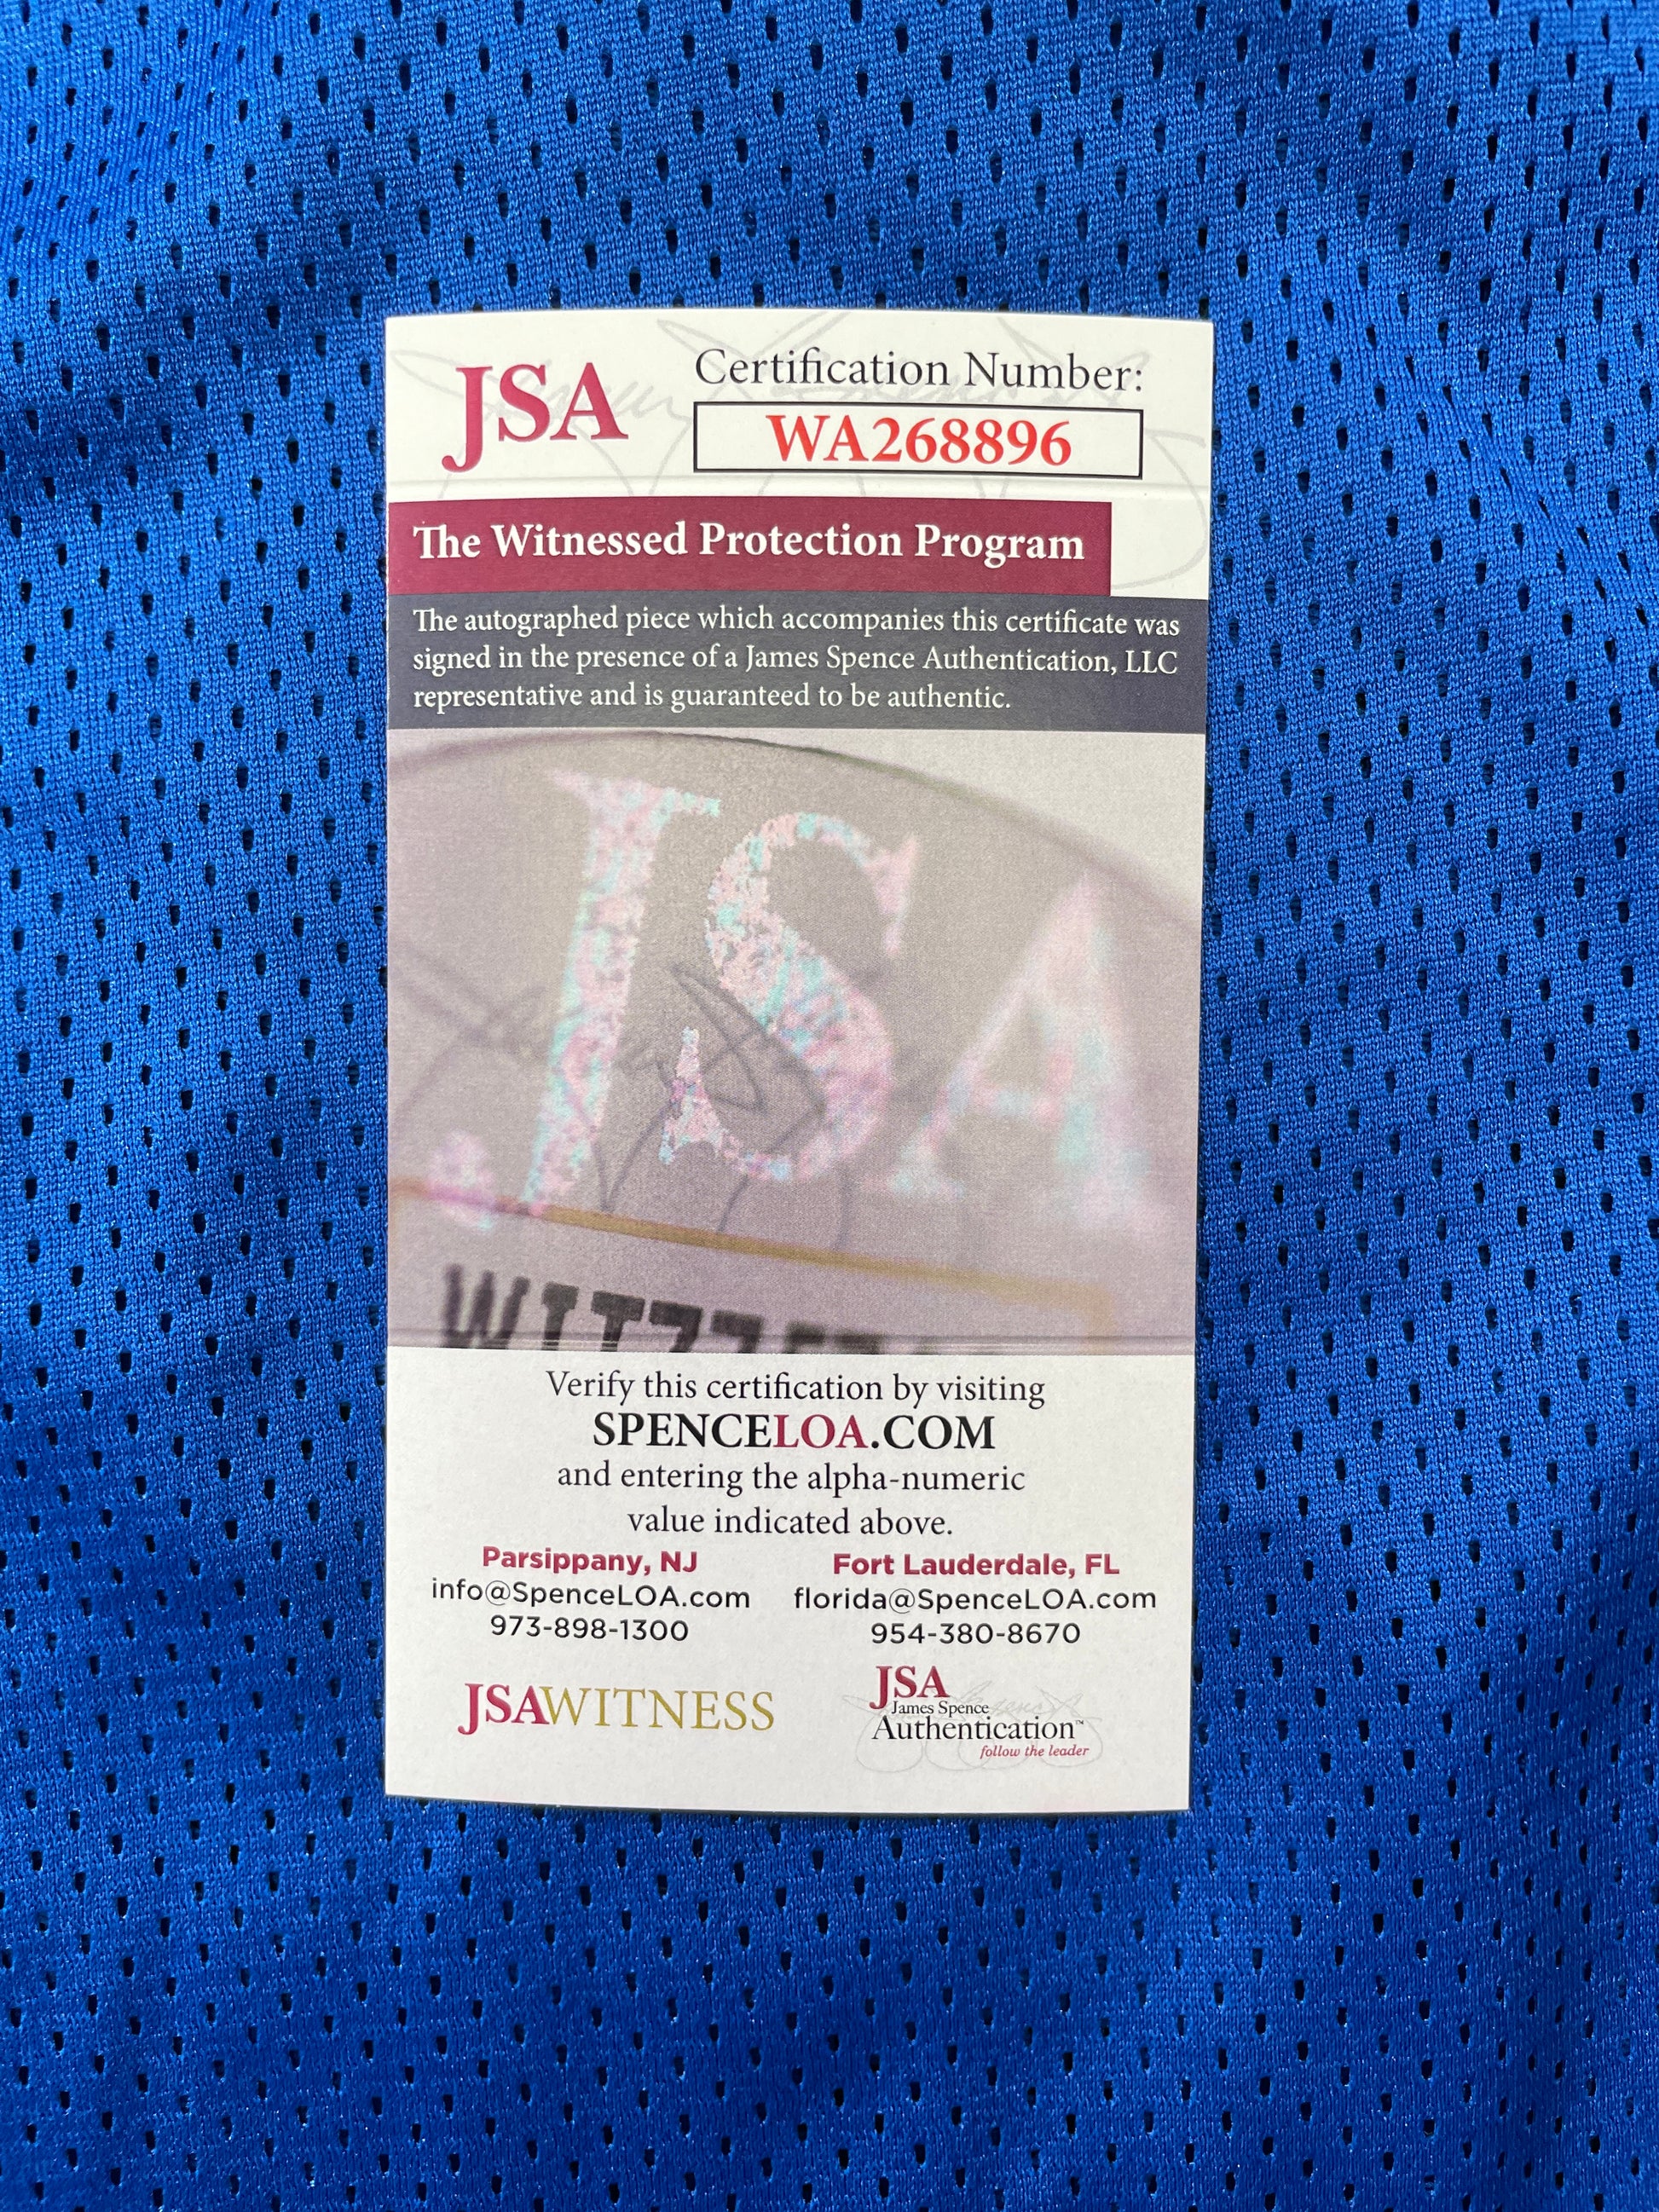 JSA
Certification Number:
WA268896
The Witnessed Protection Program
The autographed piece which accompanies this certificate was
signed in the presence of a James Spence Authentication, LLC
representative and is guaranteed to be authentic.
JSA
Verify this certification by visiting
SPENCELOA.COM
and entering the alpha-numeric
value indicated above.
Parsippany, NJ
info@SpenceLOA.com
973-898-1300
Fort Lauderdale, FL
florida@SpenceLOA.com
954-380-8670
JSAWITNESS
JSA
James Spence
Authentication™
follow the leader